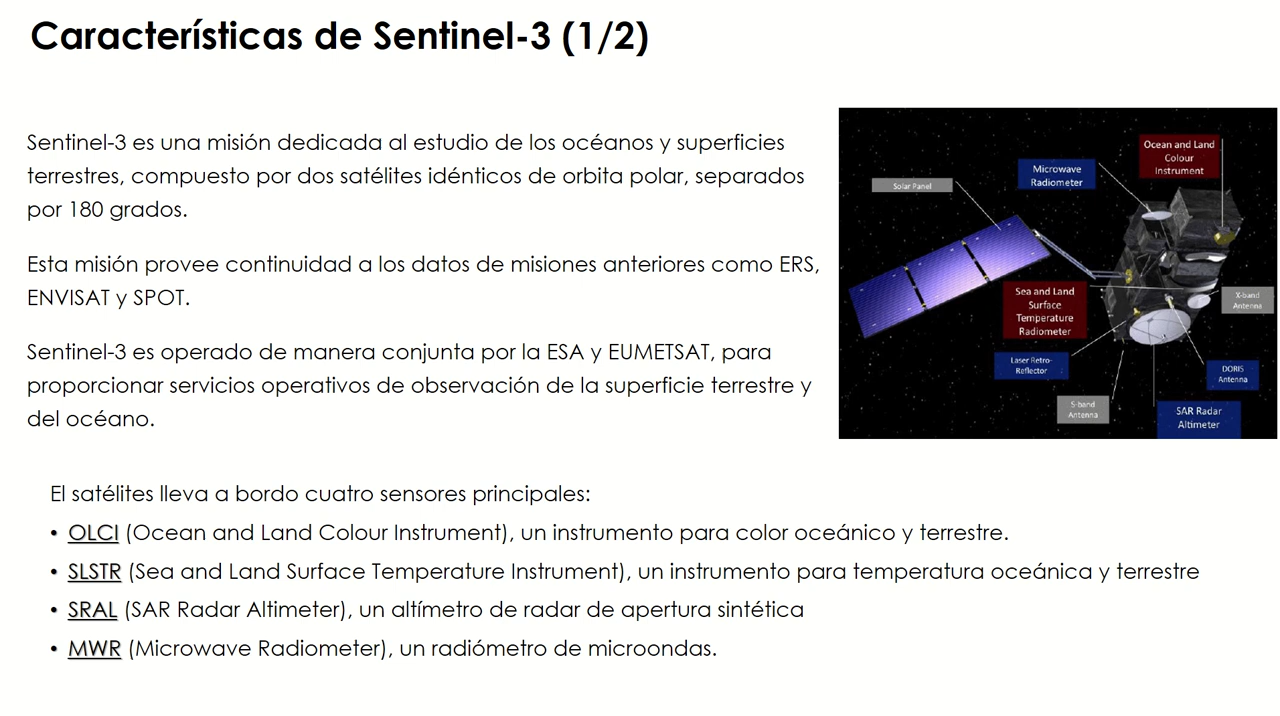 Características de Sentinel-3 (1/2)
Sentinel-3 es una misión dedicada al estudio de los océanos y superficies
terrestres, compuesto por dos satélites idénticos de orbita polar, separados
por 180 grados.
Esta misión provee continuidad a los datos de misiones anteriores como ERS,
ENVISAT y SPOT.
Sentinel-3 es operado de manera conjunta por la ESA y EUMETSAT, para
proporcionar servicios operativos de observación de la superficie terrestre y
del océano.
Solar Panel
Microwave
Radiometer
Ocean and Land
Colour
Instrument
Sea and Land
Surface
Temperature
Radiometer
X-band
Antenna
Laser Retro-
Reflector
DORIS
Antenna
S-band
Antenna
SAR Radar
Altimeter
El satélites lleva a bordo cuatro sensores principales:
• OLCI (Ocean and Land Colour Instrument), un instrumento para color oceánico y terrestre.
• SLSTR (Sea and Land Surface Temperature Instrument), un instrumento para temperatura oceánica y terrestre
• SRAL (SAR Radar Altimeter), un altímetro de radar de apertura sintética
• MWR (Microwave Radiometer), un radiómetro de microondas.